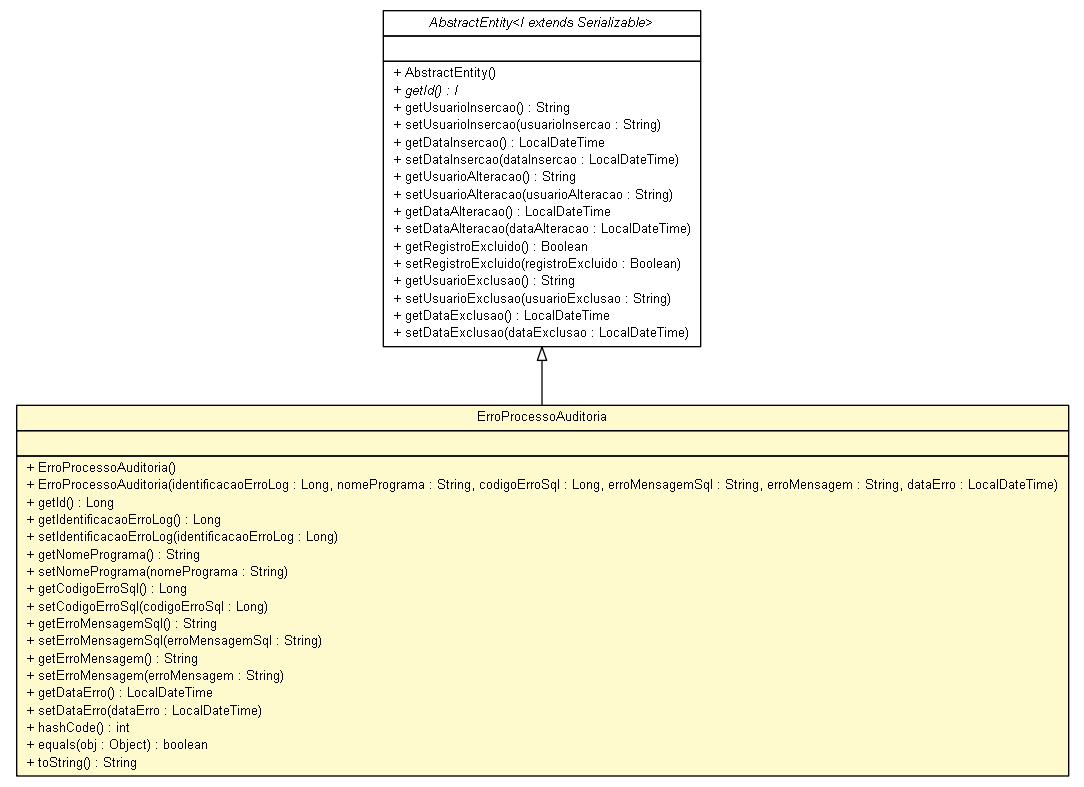 AbstractEntity<I extends Serializable>
+ AbstractEntity()
+ getId() : I
+ getUsuarioInsercao() : String
+ setUsuarioInsercao(usuarioInsercao : String)
+ getDataInsercao() : LocalDateTime
+ setDataInsercao(dataInsercao : LocalDateTime)
+ getUsuarioAlteracao() : String
+ setUsuarioAlteracao(usuarioAlteracao : String)
+ getDataAlteracao() : LocalDateTime
+ setDataAlteracao(dataAlteracao : LocalDateTime)
+ getRegistroExcluido() : Boolean
+ setRegistroExcluido(registroExcluido : Boolean)
+ getUsuarioExclusao() : String
+ setUsuarioExclusao(usuarioExclusao : String)
+ getDataExclusao() : LocalDateTime
+ setDataExclusao(dataExclusao : LocalDateTime)
ErroProcessoAuditoria
+ ErroProcessoAuditoria()
+ ErroProcessoAuditoria(identificacaoErroLog : Long, nomePrograma : String, codigoErroSql : Long, erroMensagemSql : String, erroMensagem : String, dataErro : LocalDateTime)
+ getId() : Long
+ getIdentificacaoErroLog() : Long
+ setIdentificacaoErroLog(identificacaoErroLog : Long)
+ getNomePrograma() : String
+ setNomePrograma(nomePrograma : String)
+ getCodigoErroSql() : Long
+ setCodigoErroSql(codigoErroSql : Long)
+ getErroMensagemSql() : String
+ setErroMensagemSql(erroMensagemSql : String)
+ getErroMensagem() : String
+ setErroMensagem(erroMensagem : String)
+ getDataErro() : LocalDateTime
+ setDataErro(dataErro : LocalDateTime)
+ hashCode() : int
+ equals(obj : Object) : boolean
+ toString() : String